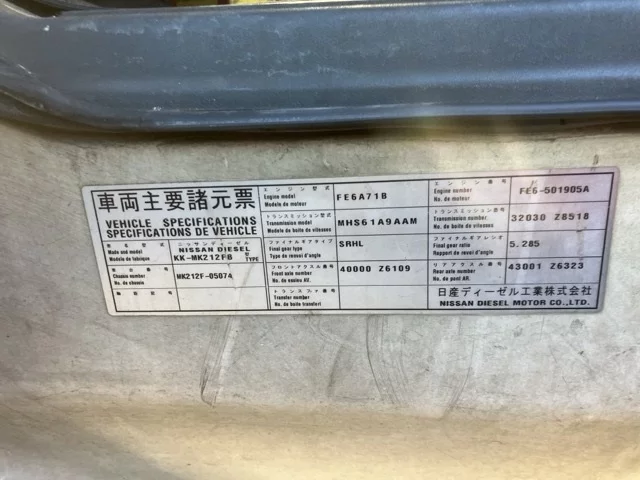 車両主要諸元票
VEHICLE SPECIFICATIONS
SPECIFICATIONS DE VEHICLE
車名型式
Make and model
Modele de fabrique
ニッサンディーゼル
NISSAN DIESEL
KK-MK212FB
TYPE
車台番号
Chassis number
No. de chassis
MK212F-05074
エンジン型式
Engine model
Modele de moteur
FE6A71B
エンジン番号
Engine number
No. de moteur
FE6-501905A
トランスミッション型式
Transmission model
Modele de boite de vitesses
MHS61A9AAM
トランスミッション番号
Transmission number
No de boite de vitesses
32030 Z8518
ファイナルギアタイプ
Final gear type
Type de renvoi d'angle
SRHL
ファイナルギアレシオ
Final gear ratio
Rapport de renvoi d'angle
5.285
フロントアクスル番号
Front axle number
No. de essieu AV.
40000 Z6109
リアアクスル番号
Rear axle number
No. de pont AR.
43001 Z6323
トランスファ番号
Transfer number
No de boite transfert
日産ディーゼル工業株式会社
NISSAN DIESEL MOTOR CO.,LTD.